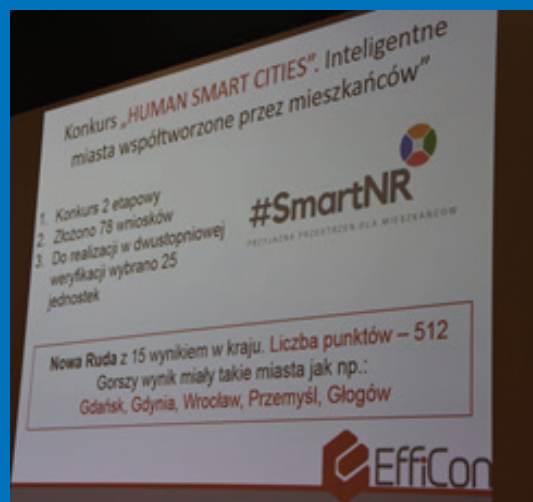 Konkurs „HUMAN SMART CITIES”. Inteligentne
miasta współtworzone przez mieszkańców”
1. Konkurs 2 etapowy
2. Złożono 78 wniosków
3. Do realizacji w dwustopniowej
weryfikacji wybrano 25
jednostek
#SmartNR
PRZYJAZNA PRZESTRZEŃ DLA MIESZKAŃCÓW
Nowa Ruda z 15 wynikiem w kraju. Liczba punktów – 512
Gorszy wynik miały takie miasta jak np.:
Gdańsk, Gdynia, Wrocław, Przemyśl, Głogów
EffiCon